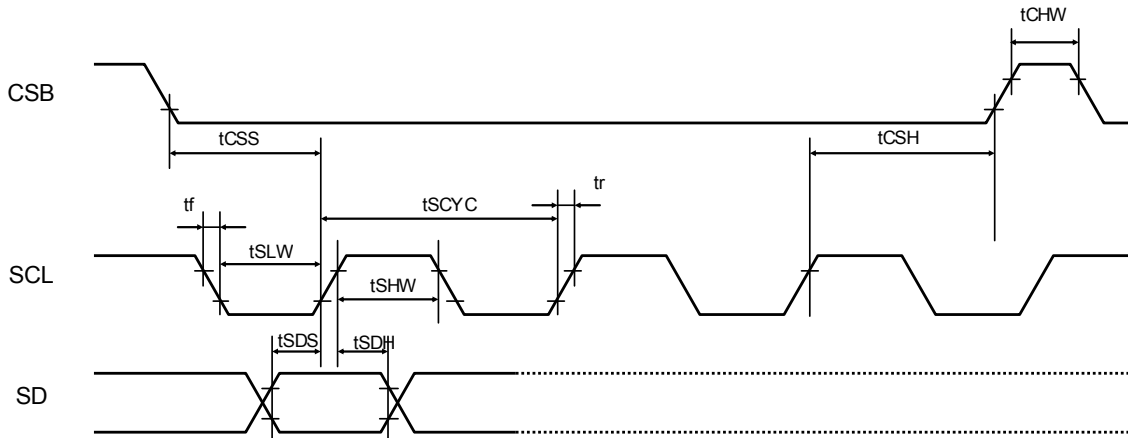 tCHW
CSB
tCSS
tCSH
tr
tf
tSCYC
tSLW
SCL
tSHW
tSDS
tSDH
SD